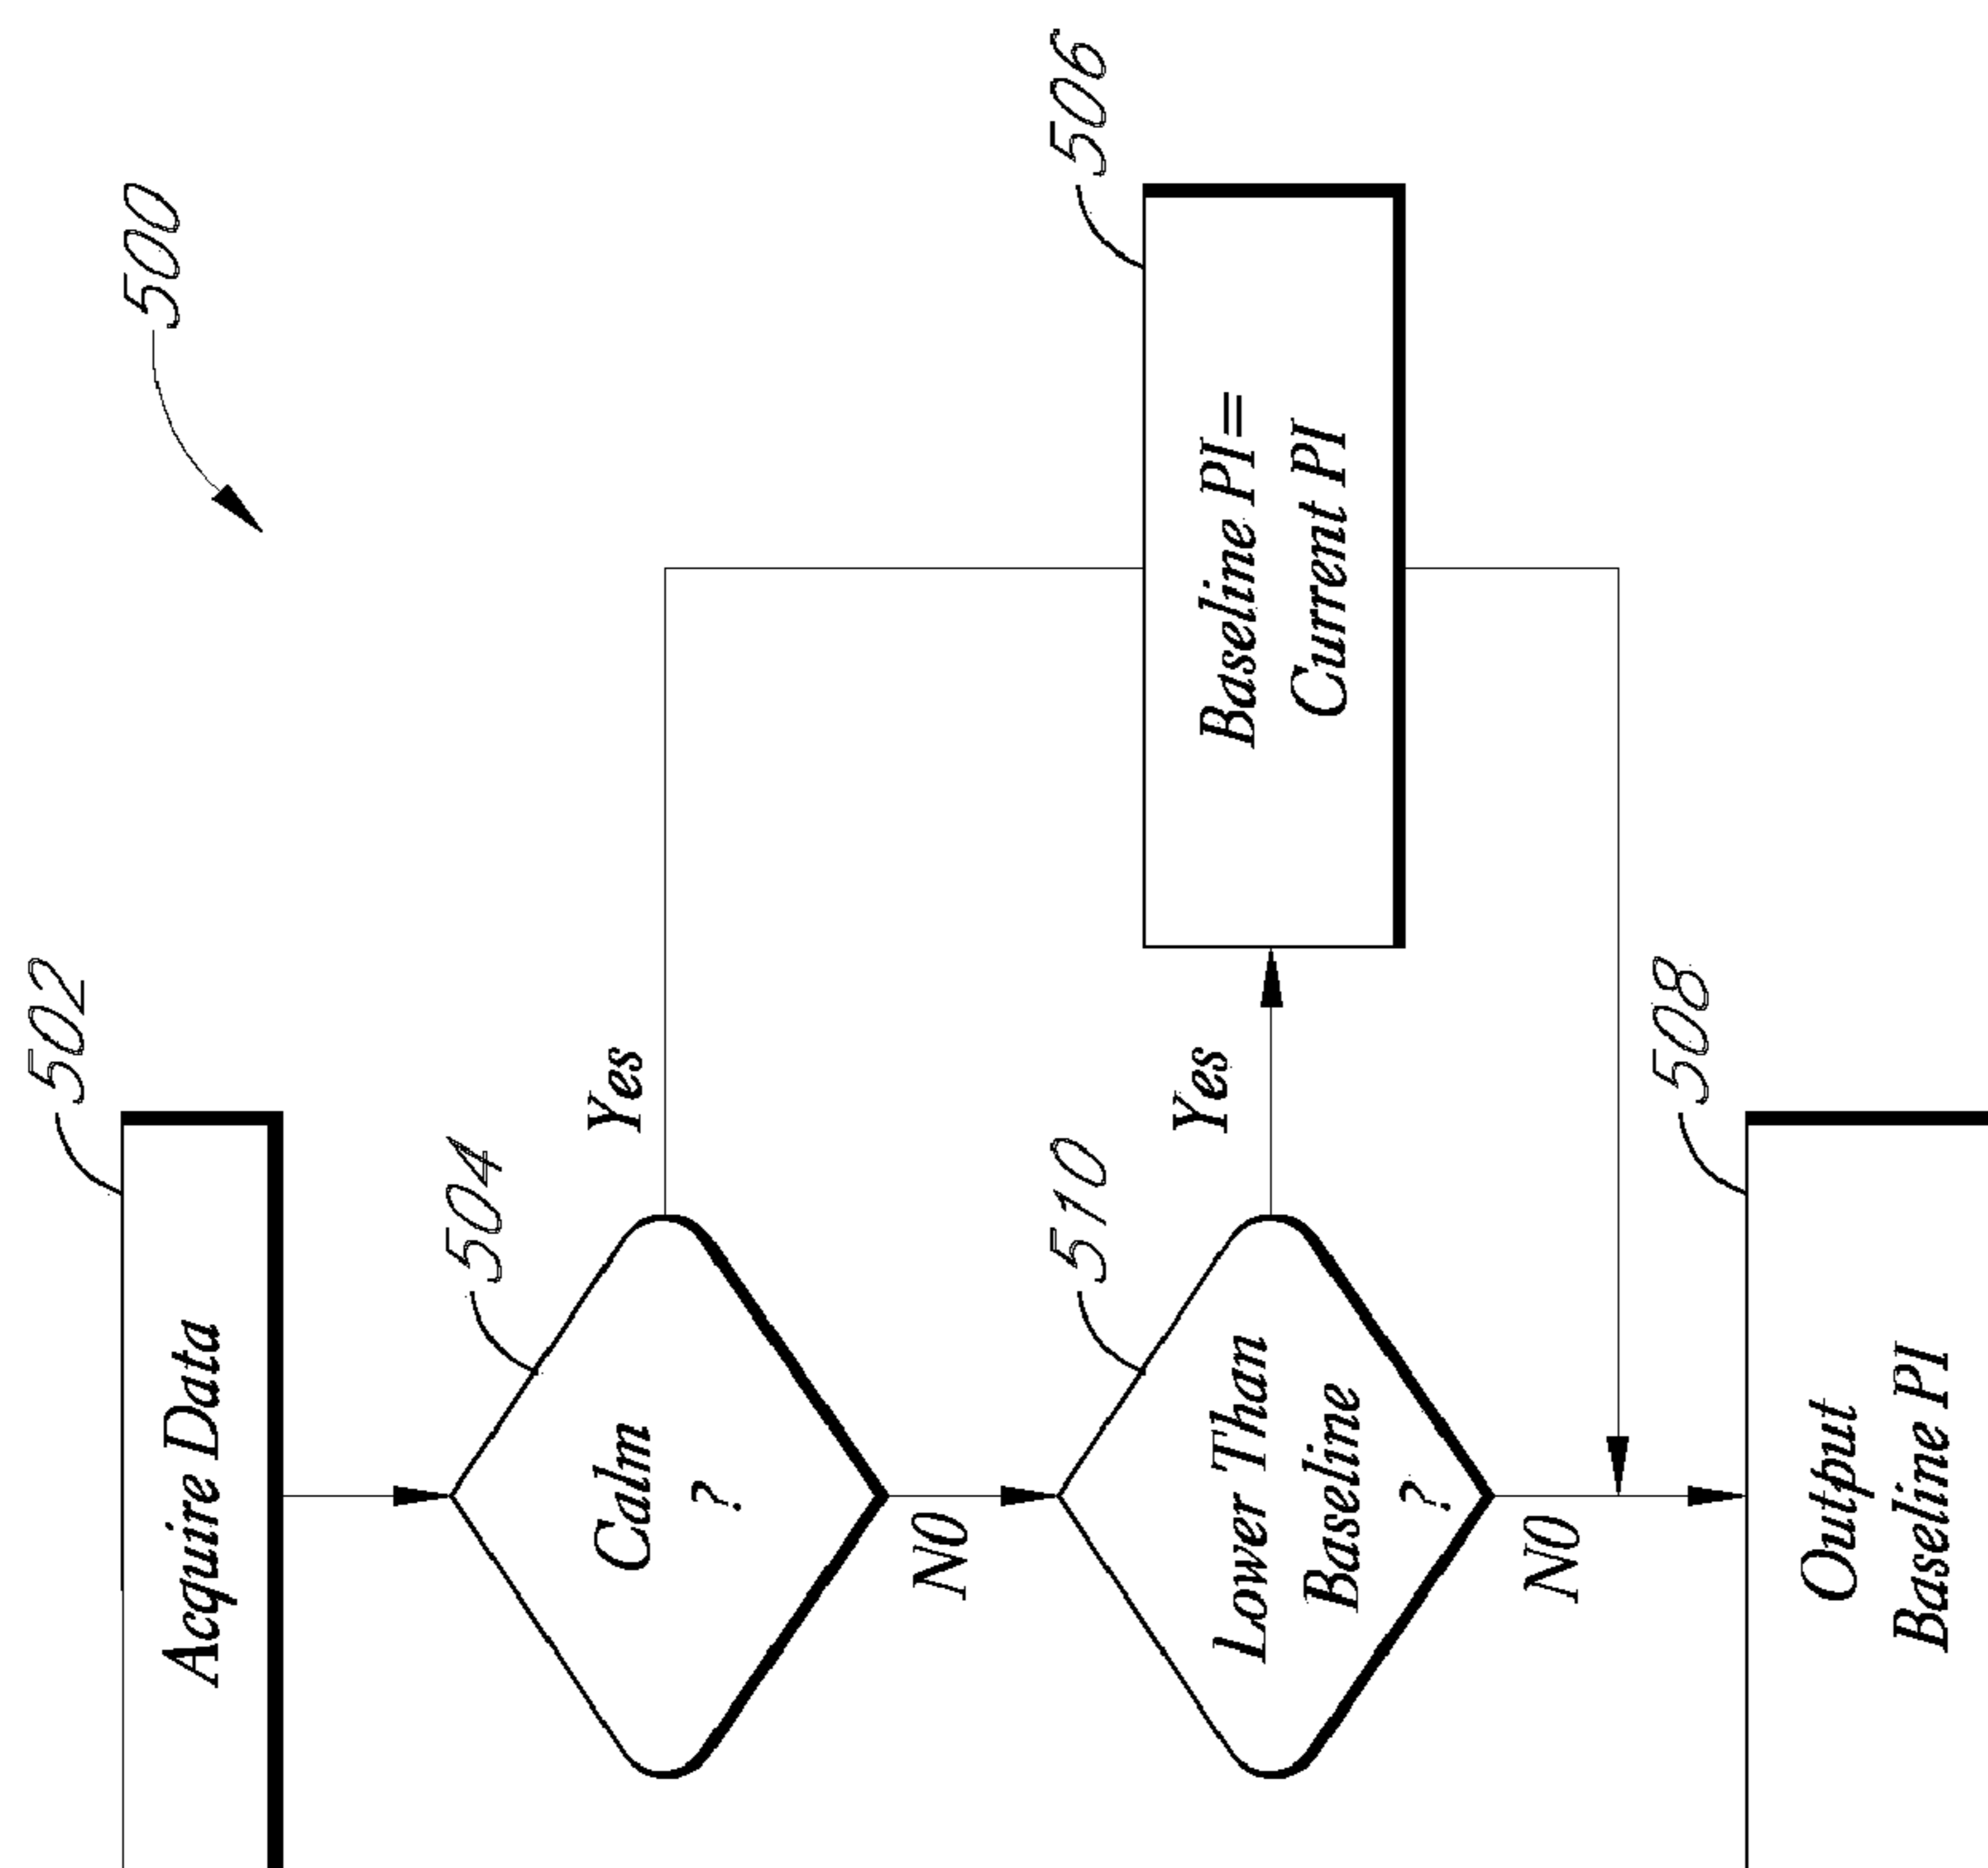 500
502
Acquire Data
504
Calm
?
Yes
NO
506
Baseline PI=
Current PI
510
Lower Than
Baseline
?
Yes
NO
508
Output
Baseline PI